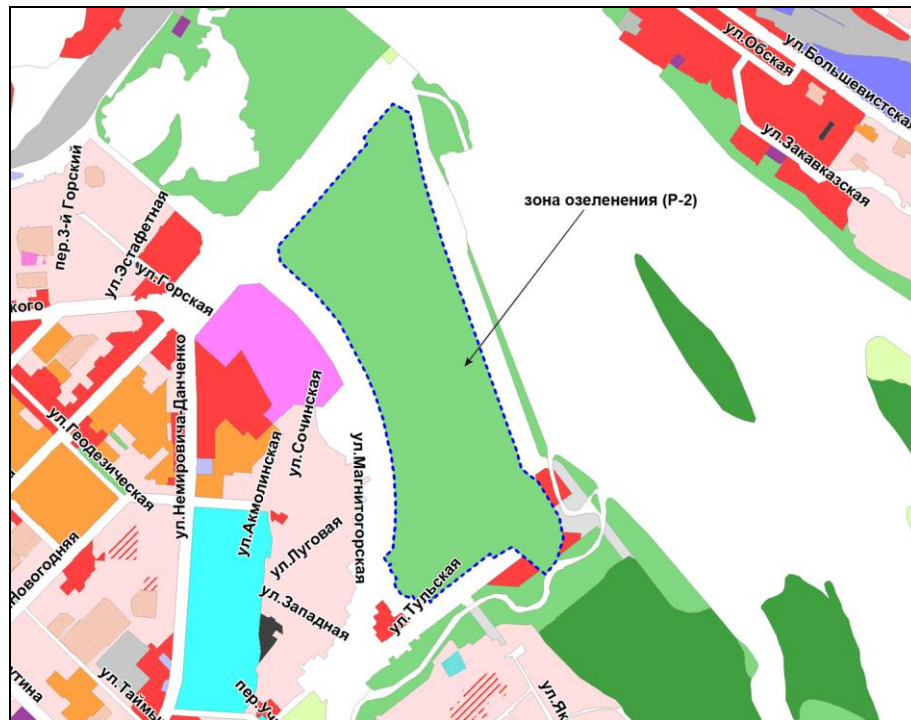 ул.Обская
ул.Большевистская
ул.Закавказская
зона озеленения (Р-2)
пер.3-й Горский
ул.Эстафетная
ул.Горская
кого
ул.Немировича-Данченко
ул.Геодезическая
ул.Сочинская
ул.Акмолинская
ул.Магнитогорская
ул.Луговая
ул.Западная
ул.Тульская
Новогодняя
утина
ул.Таймы
пер.Уч
ул.Як